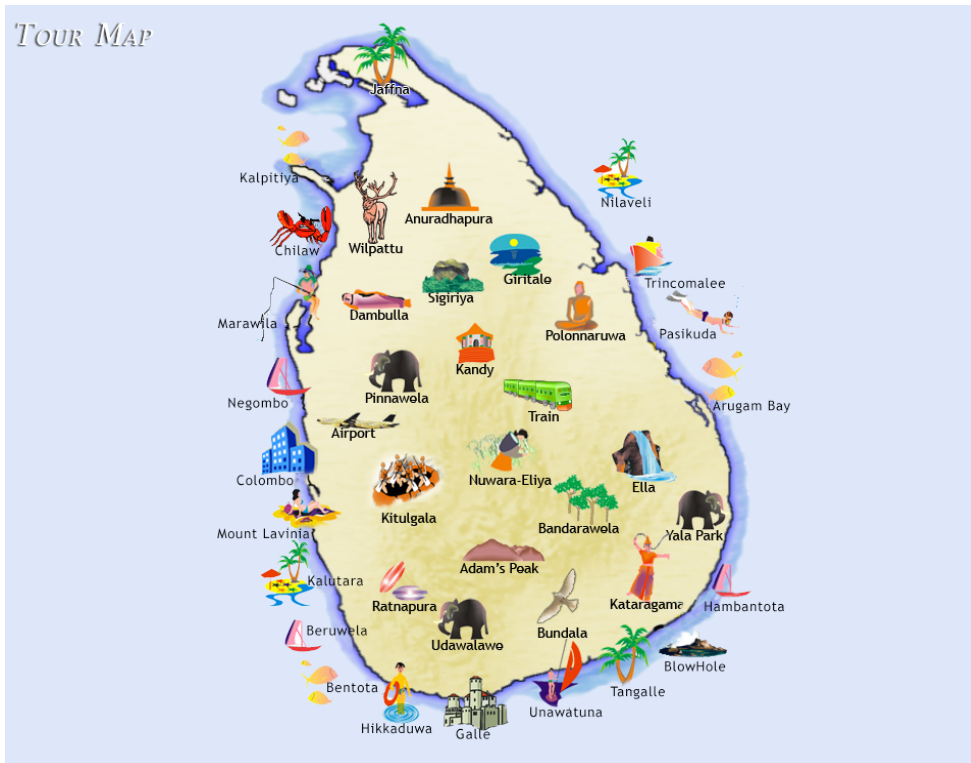 Tour Map
Jaffna
Kalpitiya
Nilaveli
Anuradhapura
Wilpattu
Chilaw
Giritale
Trincomalee
Sigiriya
Dambulla
Marawila
Polonnaruwa
Pasikuda
Kandy
Pinnawela
Negombo
Arugam Bay
Train
Airport
Colombo
Nuwara-Eliya
Ella
Kitulgala
Bandarawela
Mount Lavinia
Yala Park
Adam's Peak
Kalutara
Ratnapura
Kataragama
Hambantota
Beruwela
Bundala
Udawalawe
BlowHole
Bentota
Tangalle
Unawatuna
Hikkaduwa
Galle